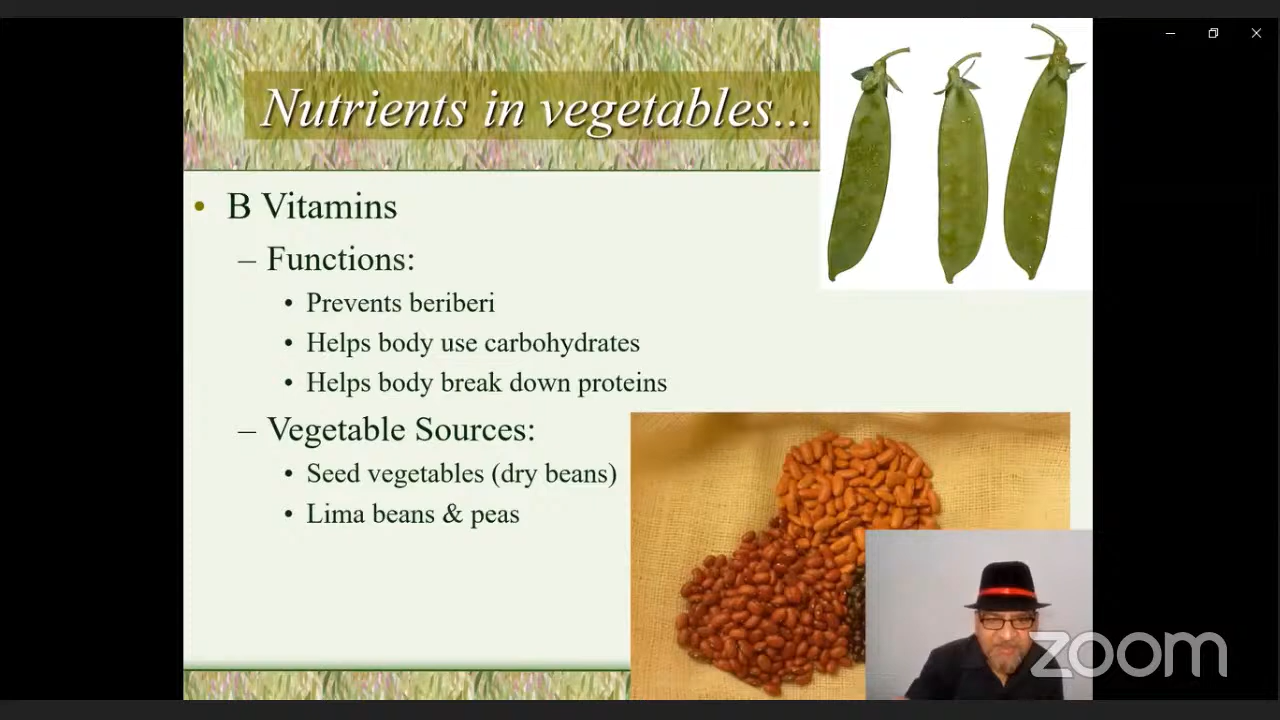 Nutrients in vegetables...
• B Vitamins
– Functions:
• Prevents beriberi
• Helps body use carbohydrates
• Helps body break down proteins
– Vegetable Sources:
• Seed vegetables (dry beans)
• Lima beans & peas
zoom